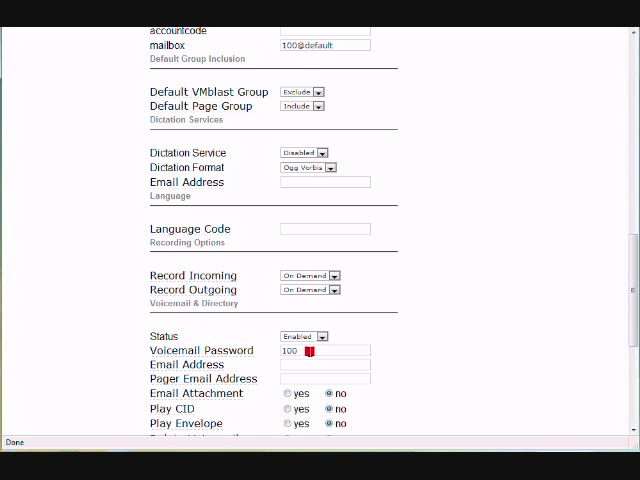 accountcode
mailbox 100@default
Default Group Inclusion
Default VMblast Group Exclude
Default Page Group Include
Dictation Services
Dictation Service Disabled
Dictation Format Ogg Vorbis
Email Address
Language
Language Code
Recording Options
Record Incoming On Demand
Record Outgoing On Demand
Voicemail & Directory
Status Enabled
Voicemail Password 100
Email Address
Pager Email Address
Email Attachment yes no
Play CID yes no
Play Envelope yes no
Done